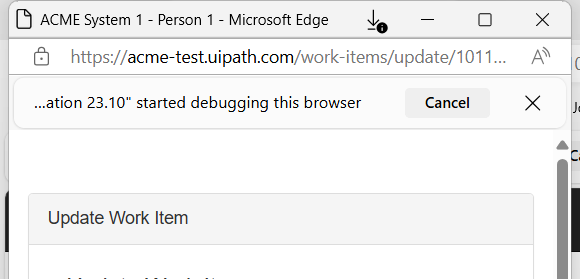 ACME System 1 - Person 1 - Microsoft Edge
https://acme-test.uipath.com/work-items/update/1011...
...ation 23.10" started debugging this browser
Cancel
Update Work Item